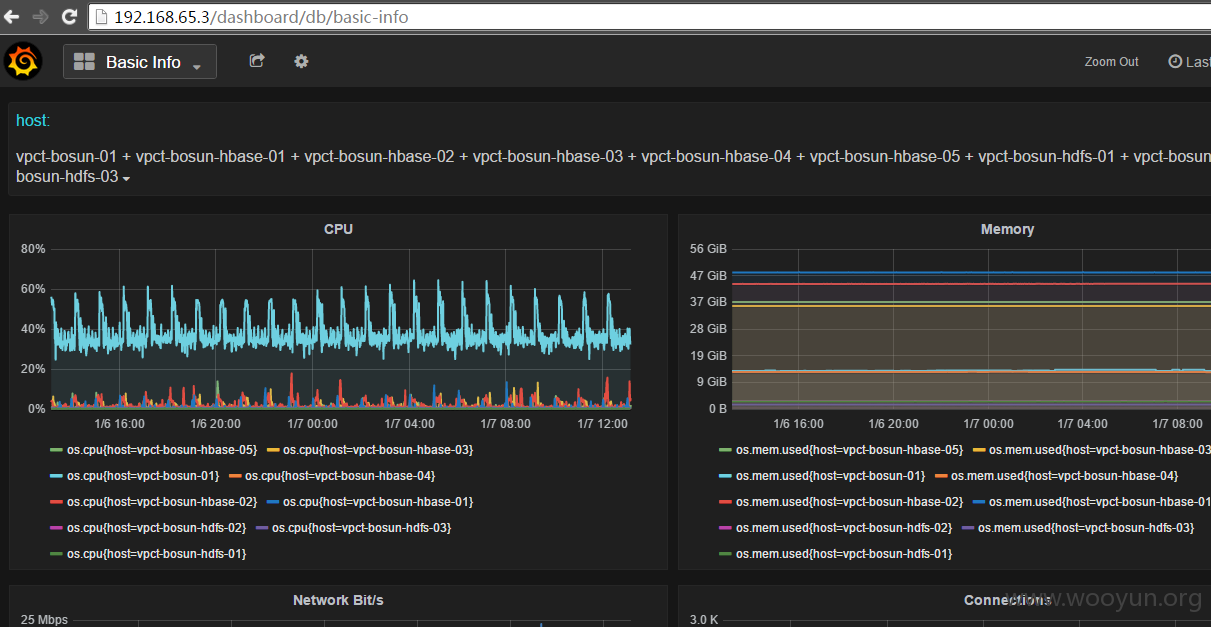 192.168.65.3/dashboard/db/basic-info
Basic Info
Zoom Out
Last
host:
vpct-bosun-01 + vpct-bosun-hbase-01 + vpct-bosun-hbase-02 + vpct-bosun-hbase-03 + vpct-bosun-hbase-04 + vpct-bosun-hbase-05 + vpct-bosun-hdfs-01 + vpct-bosun
bosun-hdfs-03
CPU
80%
60%
40%
20%
0%
1/6 16:00 1/6 20:00 1/7 00:00 1/7 04:00 1/7 08:00 1/7 12:00
os.cpu{host=vpct-bosun-hbase-05} os.cpu{host=vpct-bosun-hbase-03}
os.cpu{host=vpct-bosun-01} os.cpu{host=vpct-bosun-hbase-04}
os.cpu{host=vpct-bosun-hbase-02} os.cpu{host=vpct-bosun-hbase-01}
os.cpu{host=vpct-bosun-hdfs-02} os.cpu{host=vpct-bosun-hdfs-03}
os.cpu{host=vpct-bosun-hdfs-01}
Memory
56 GiB
47 GiB
37 GiB
28 GiB
19 GiB
9 GiB
0 B
1/6 16:00 1/6 20:00 1/7 00:00 1/7 04:00 1/7 08:00
os.mem.used{host=vpct-bosun-hbase-05} os.mem.used{host=vpct-bosun-hbase-03
os.mem.used{host=vpct-bosun-01} os.mem.used{host=vpct-bosun-hbase-04}
os.mem.used{host=vpct-bosun-hbase-02} os.mem.used{host=vpct-bosun-hbase-01
os.mem.used{host=vpct-bosun-hdfs-02} os.mem.used{host=vpct-bosun-hdfs-03}
os.mem.used{host=vpct-bosun-hdfs-01}
Network Bit/s
25 Mbps
Connections
3.0 K
www.wooyun.org